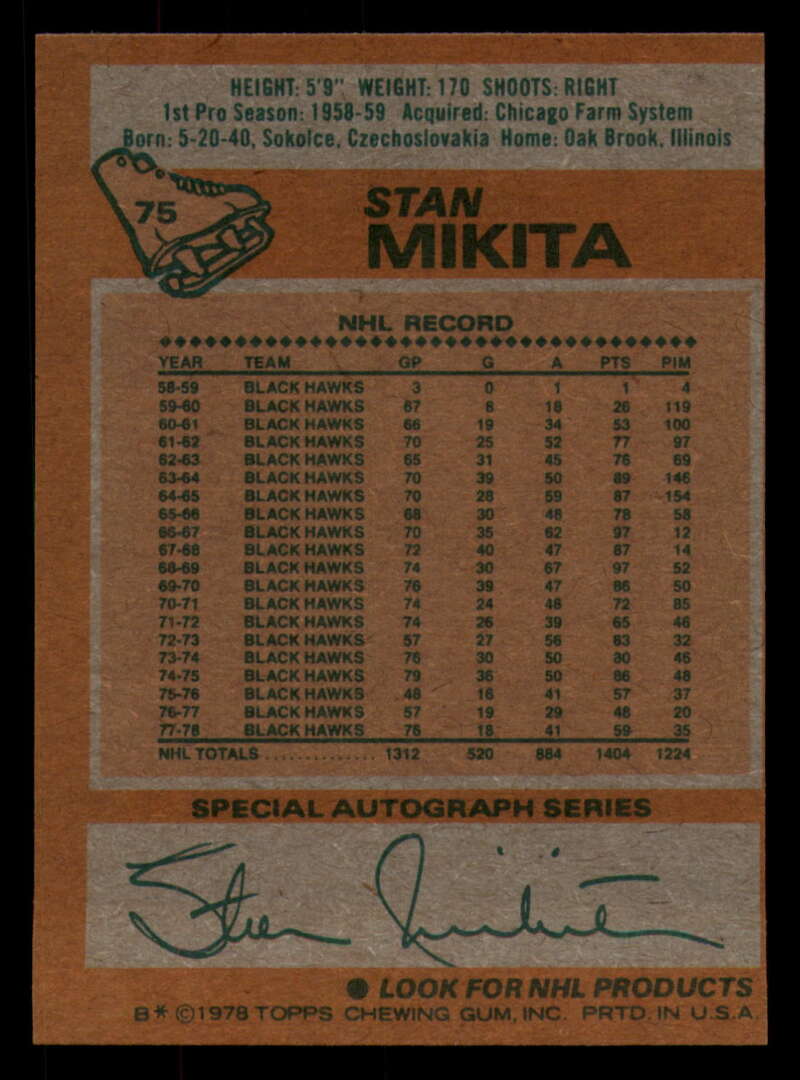 HEIGHT: 5'9" WEIGHT: 170 SHOOTS: RIGHT
1st Pro Season: 1958-59 Acquired: Chicago Farm System
Born: 5-20-40, Sokolce, Czechoslovakia Home: Oak Brook, Illinois
75
STAN
MIKITA
NHL RECORD
YEAR TEAM GP G A PTS PIM
58-59 BLACK HAWKS 3 0 1 1 4
59-60 BLACK HAWKS 67 8 18 26 119
60-61 BLACK HAWKS 66 19 34 53 100
61-62 BLACK HAWKS 70 25 52 77 97
62-63 BLACK HAWKS 65 31 45 76 69
63-64 BLACK HAWKS 70 39 50 89 146
64-65 BLACK HAWKS 70 28 59 87 154
65-66 BLACK HAWKS 68 30 48 78 58
66-67 BLACK HAWKS 70 35 62 97 12
67-68 BLACK HAWKS 72 40 47 87 14
68-69 BLACK HAWKS 74 30 67 97 52
69-70 BLACK HAWKS 76 39 47 86 50
70-71 BLACK HAWKS 74 24 48 72 85
71-72 BLACK HAWKS 74 26 39 65 46
72-73 BLACK HAWKS 57 27 56 83 32
73-74 BLACK HAWKS 76 30 50 80 46
74-75 BLACK HAWKS 79 36 50 86 48
75-76 BLACK HAWKS 48 16 41 57 37
76-77 BLACK HAWKS 57 19 29 48 20
77-78 BLACK HAWKS 76 18 41 59 35
NHL TOTALS .............. 1312 520 884 1404 1224
SPECIAL AUTOGRAPH SERIES
Stan Mikita
LOOK FOR NHL PRODUCTS
B* ©1978 TOPPS CHEWING GUM, INC. PRTD. IN U.S.A.